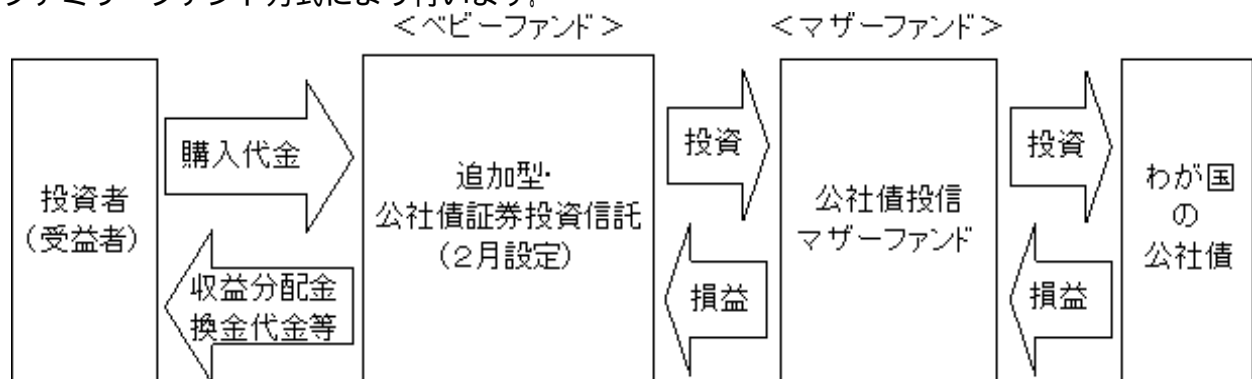 ファミリーファンド方式により行います。
＜ベビーファンド＞
＜マザーファンド＞
投資者
（受益者）
購入代金
収益分配金
換金代金等
追加型・
公社債証券投資信託
（２月設定）
投資
損益
公社債投信
マザーファンド
投資
損益
わが国
の
公社債